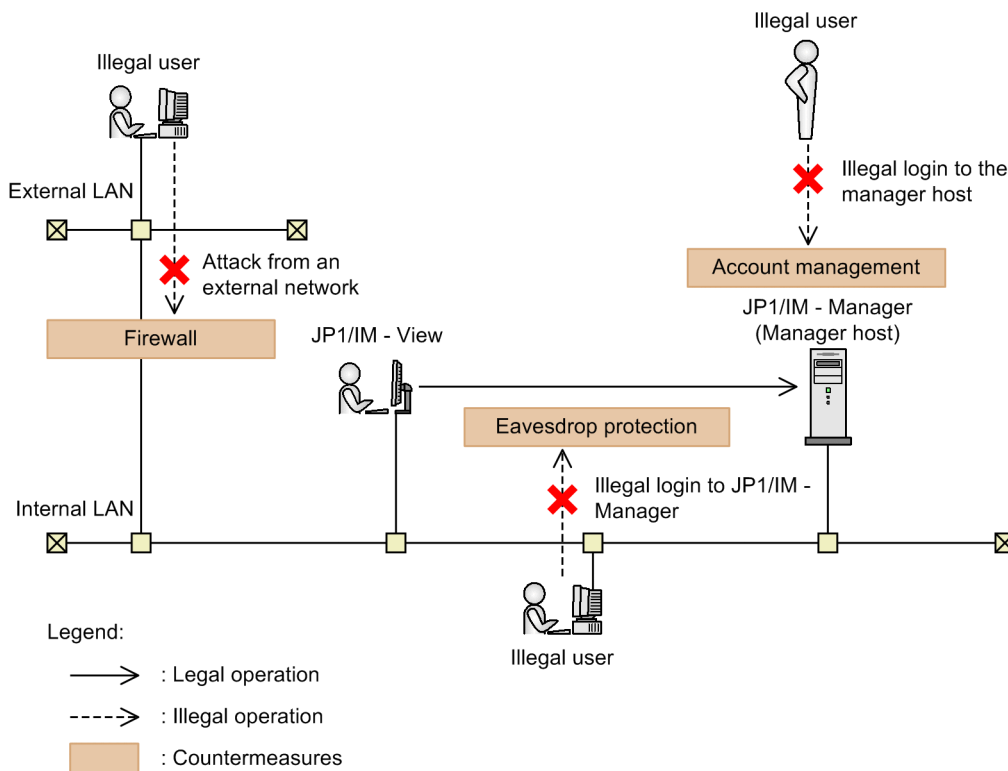 Illegal user
Illegal user
External LAN
Illegal login to the
manager host
Attack from an
external network
Account management
Firewall
JP1/IM - View
JP1/IM - Manager
(Manager host)
Eavesdrop protection
Internal LAN
Illegal login to JP1/IM -
Manager
Illegal user
Legend:
: Legal operation
: Illegal operation
: Countermeasures